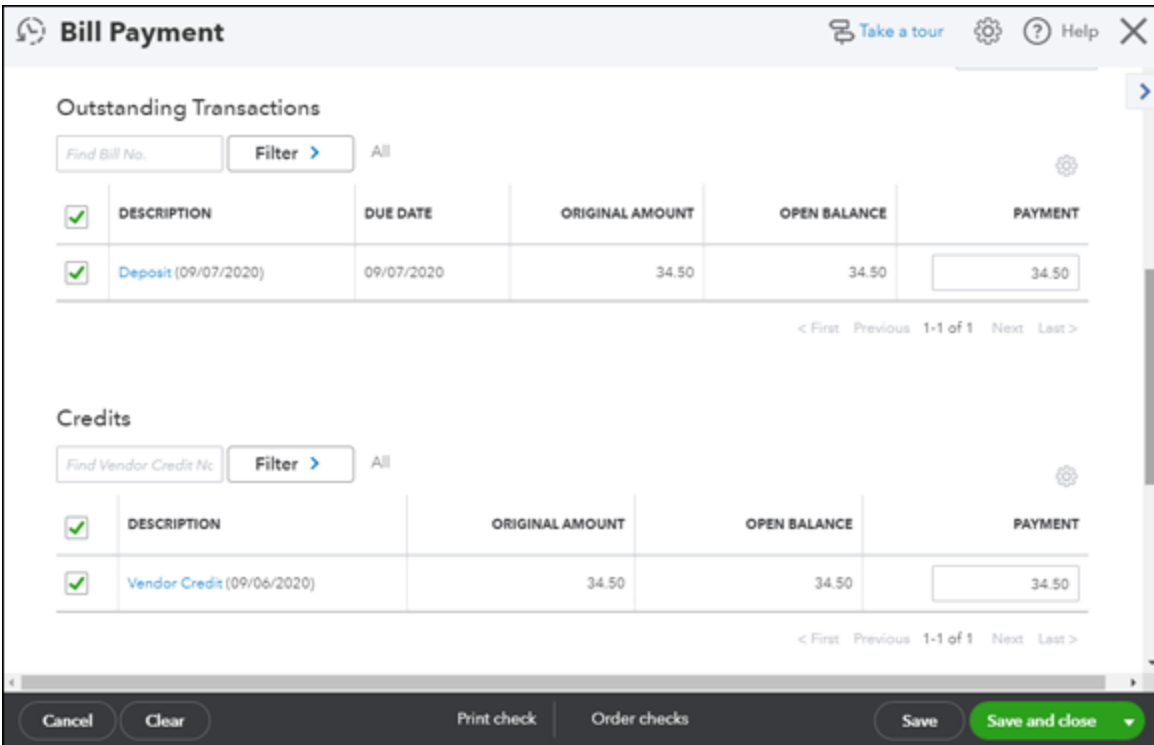 Bill Payment Take a tour Help
Outstanding Transactions
Find Bill No. Filter > All
DESCRIPTION DUE DATE ORIGINAL AMOUNT OPEN BALANCE PAYMENT
Deposit (09/07/2020) 09/07/2020 34.50 34.50 34.50
< First Previous 1-1 of 1 Next Last >
Credits
Find Vendor Credit Nc Filter > All
DESCRIPTION ORIGINAL AMOUNT OPEN BALANCE PAYMENT
Vendor Credit (09/06/2020) 34.50 34.50 34.50
< First Previous 1-1 of 1 Next Last >
Cancel Clear Print check Order checks Save Save and close